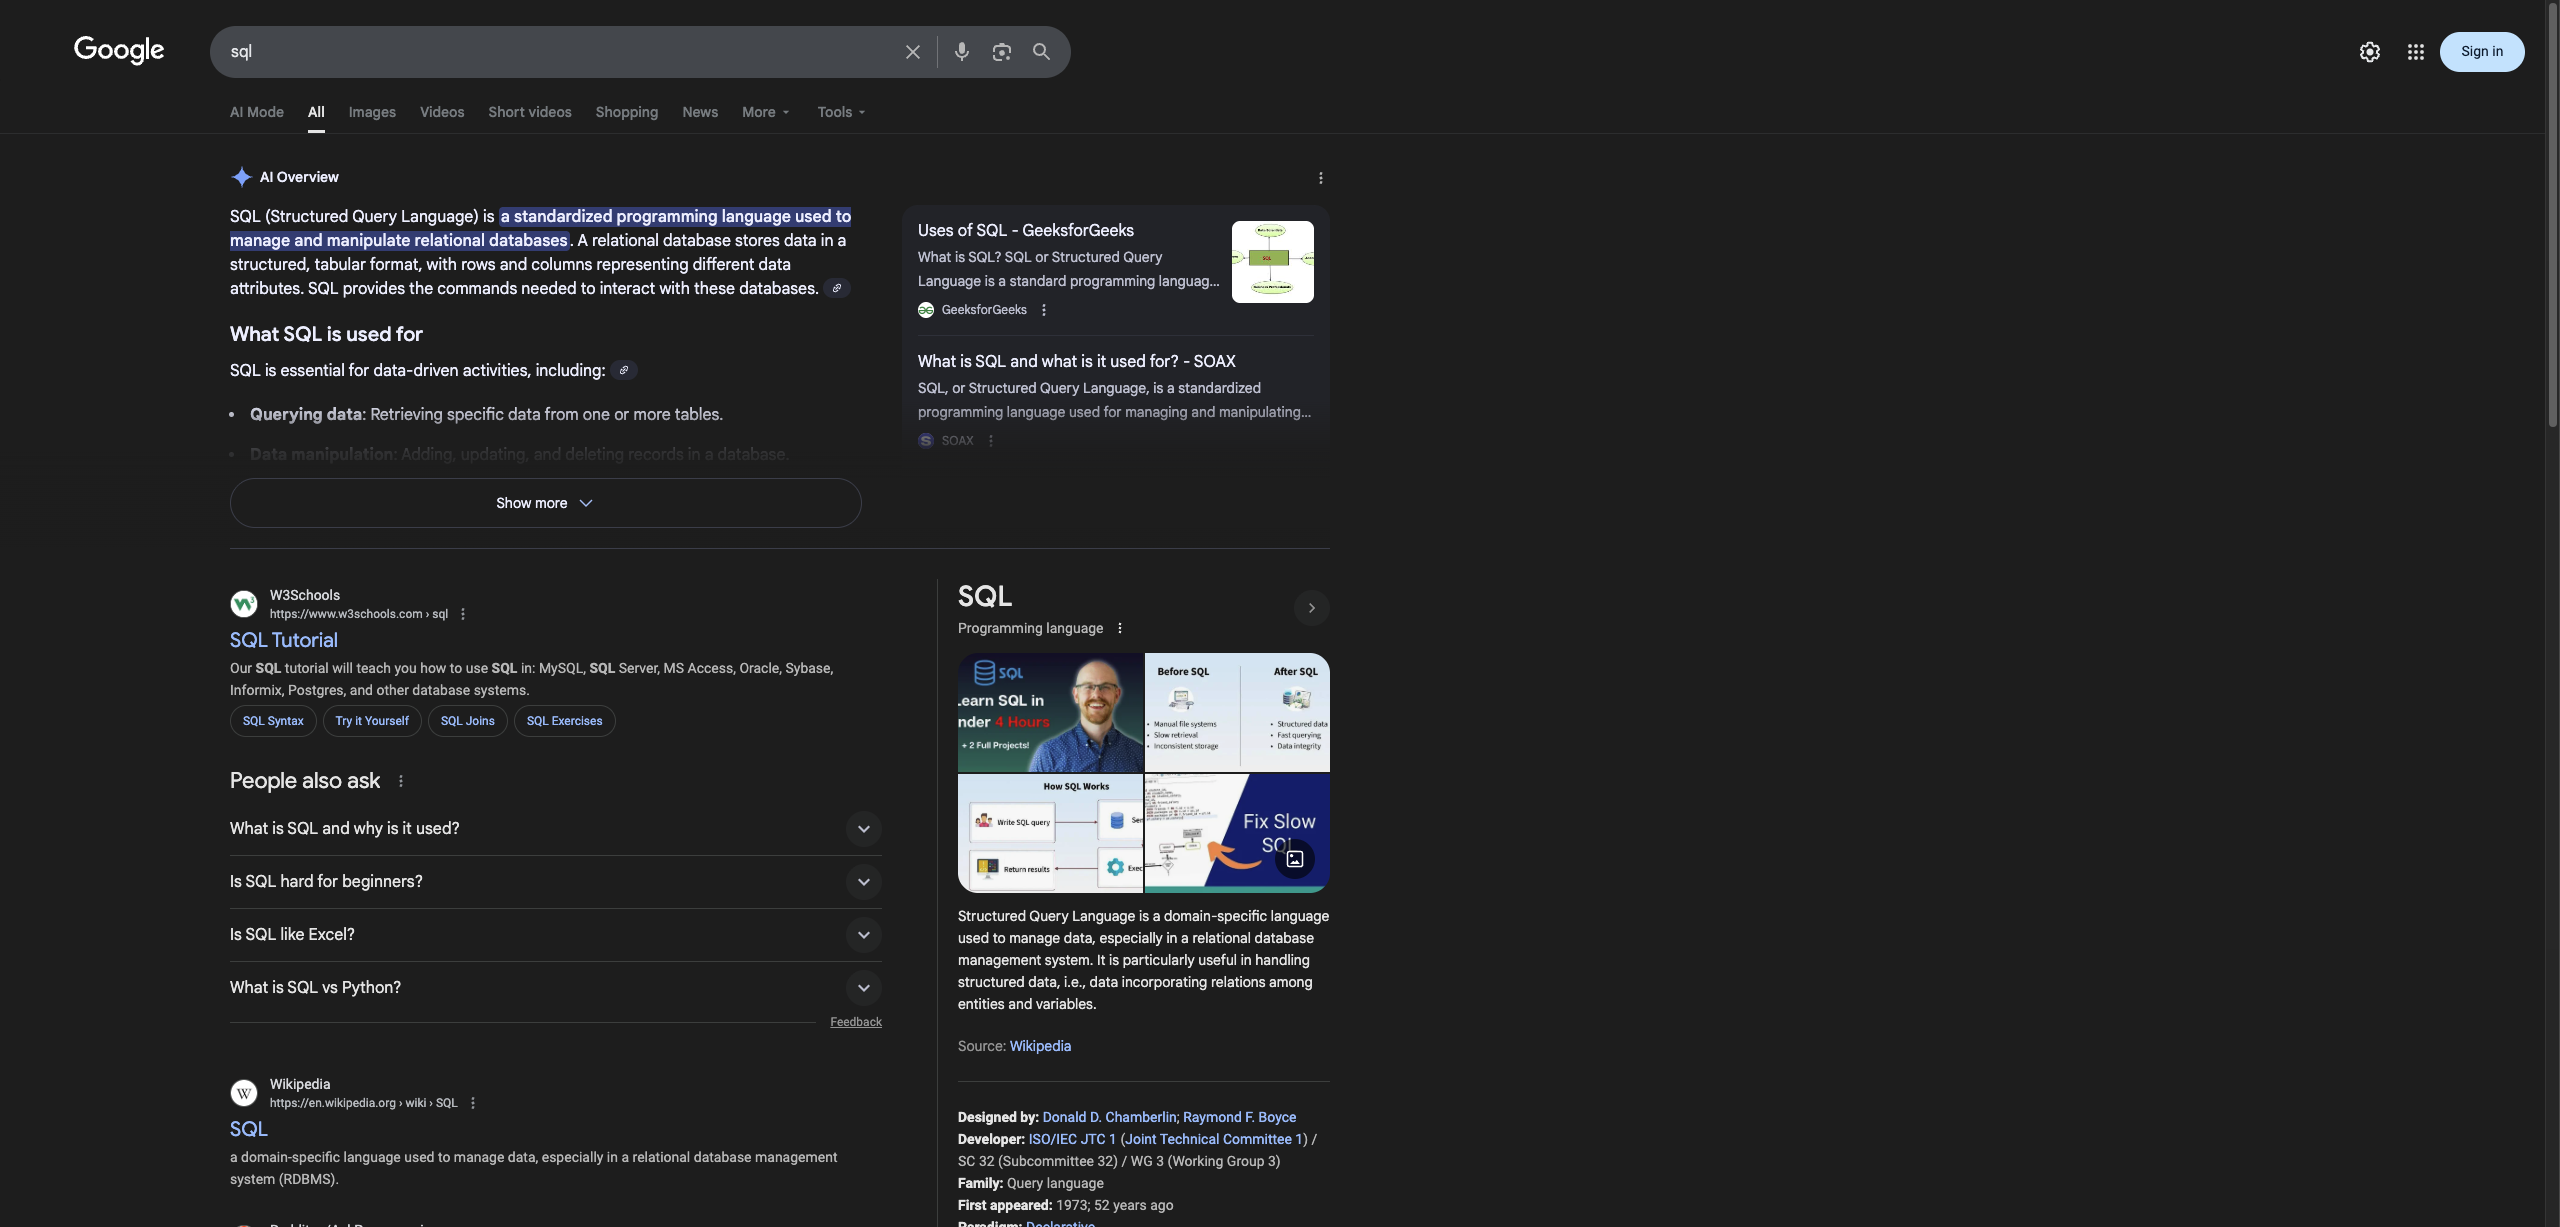 Google
sql
AI Mode
All
Images
Videos
Short videos
Shopping
News
More
Tools
Sign in
AI Overview
SQL (Structured Query Language) is a standardized programming language used to
manage and manipulate relational databases. A relational database stores data in a
structured, tabular format, with rows and columns representing different data
attributes. SQL provides the commands needed to interact with these databases.
What SQL is used for
SQL is essential for data-driven activities, including:
• Querying data: Retrieving specific data from one or more tables.
• Data manipulation: Adding, updating, and deleting records in a database.
Show more
Uses of SQL - GeeksforGeeks
What is SQL? SQL or Structured Query
Language is a standard programming languag...
GeeksforGeeks
SQL
What is SQL and what is it used for? - SOAX
SQL, or Structured Query Language, is a standardized
programming language used for managing and manipulating...
SOAX
W3Schools
https://www.w3schools.com › sql
SQL Tutorial
Our SQL tutorial will teach you how to use SQL in: MySQL, SQL Server, MS Access, Oracle, Sybase,
Informix, Postgres, and other database systems.
SQL Syntax
Try it Yourself
SQL Joins
SQL Exercises
People also ask
What is SQL and why is it used?
Is SQL hard for beginners?
Is SQL like Excel?
What is SQL vs Python?
Feedback
Wikipedia
https://en.wikipedia.org › wiki › SQL
SQL
a domain-specific language used to manage data, especially in a relational database management
system (RDBMS).
SQL
Programming language
SQL
earn SQL in
nder 4 Hours
+ 2 Full Projects!
Before SQL
• Manual file systems
• Slow retrieval
• Inconsistent storage
After SQL
• Structured data
• Fast querying
• Data integrity
How SQL Works
Write SQL query
Return results
Exec
Fix Slow
SQL
Structured Query Language is a domain-specific language
used to manage data, especially in a relational database
management system. It is particularly useful in handling
structured data, i.e., data incorporating relations among
entities and variables.
Source: Wikipedia
Designed by: Donald D. Chamberlin; Raymond F. Boyce
Developer: ISO/IEC JTC 1 (Joint Technical Committee 1) /
SC 32 (Subcommittee 32) / WG 3 (Working Group 3)
Family: Query language
First appeared: 1973; 52 years ago
Paradigm: Declarative